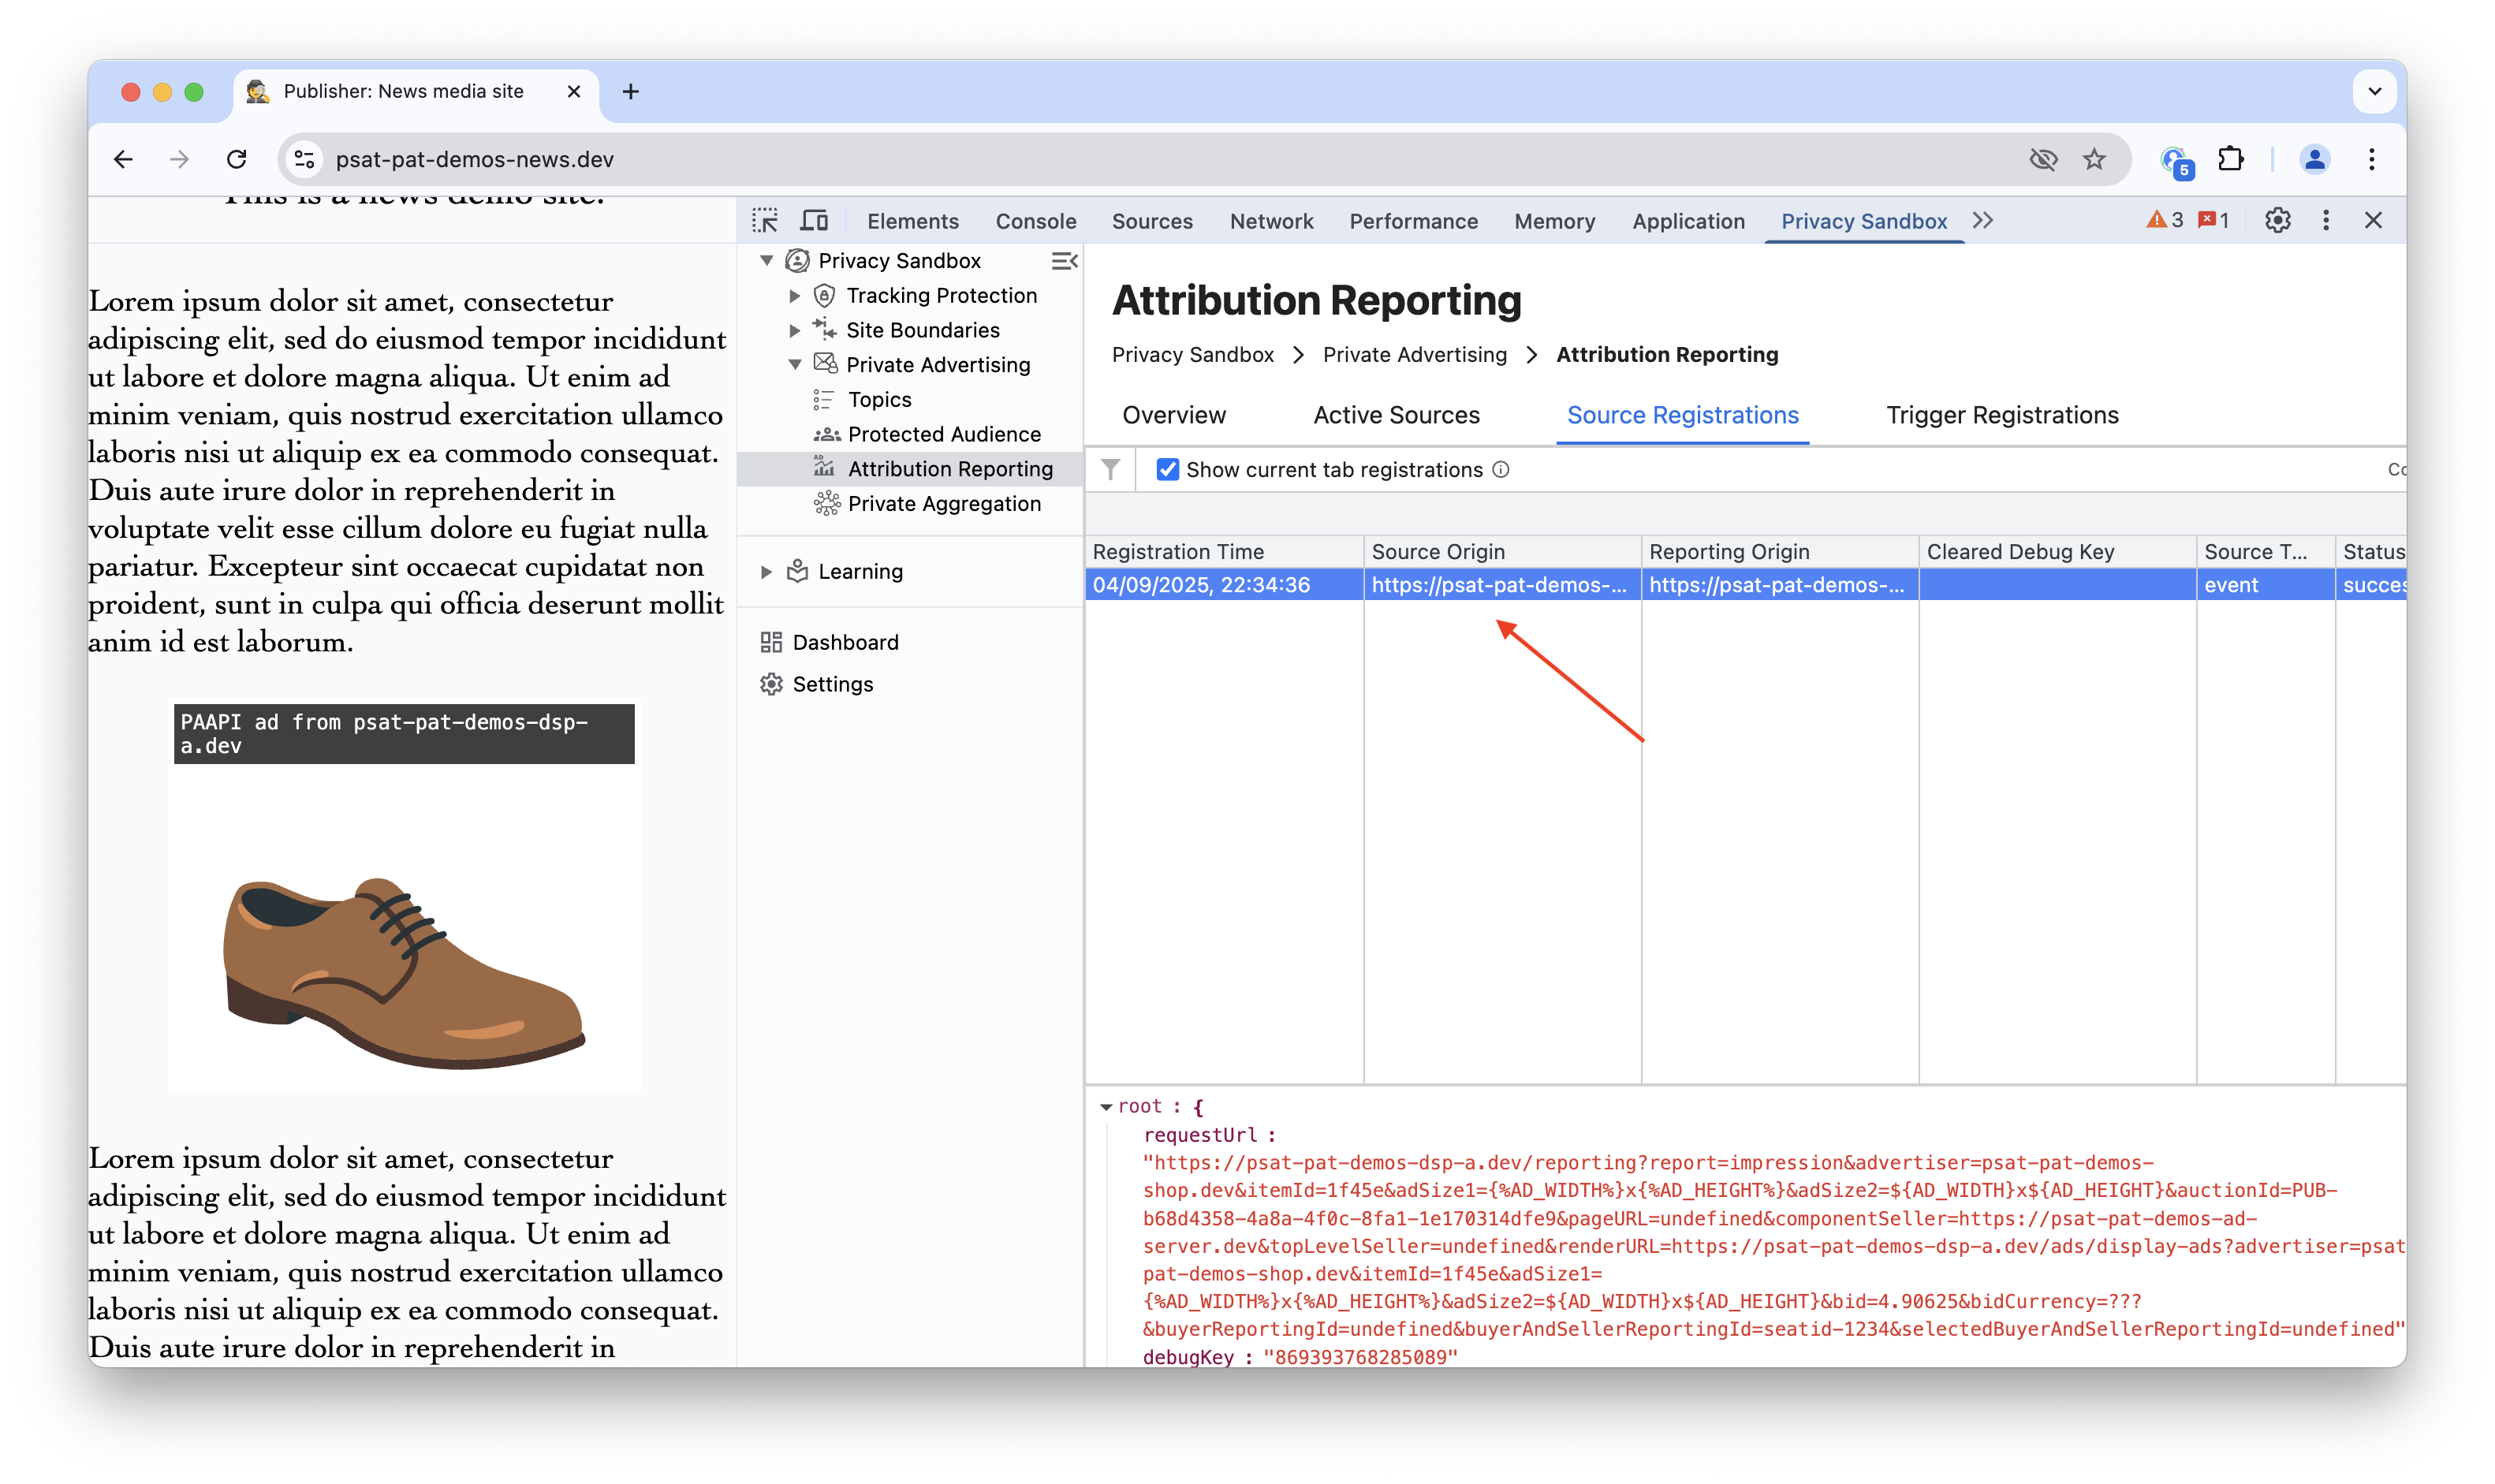 Publisher: News media site
psat-pat-demos-news.dev
5
This is a news demo site.
Lorem ipsum dolor sit amet, consectetur
adipiscing elit, sed do eiusmod tempor incididunt
ut labore et dolore magna aliqua. Ut enim ad
minim veniam, quis nostrud exercitation ullamco
laboris nisi ut aliquip ex ea commodo consequat.
Duis aute irure dolor in reprehenderit in
voluptate velit esse cillum dolore eu fugiat nulla
pariatur. Excepteur sint occaecat cupidatat non
proident, sunt in culpa qui officia deserunt mollit
anim id est laborum.
PAAPI ad from psat-pat-demos-dsp-
a.dev
Lorem ipsum dolor sit amet, consectetur
adipiscing elit, sed do eiusmod tempor incididunt
ut labore et dolore magna aliqua. Ut enim ad
minim veniam, quis nostrud exercitation ullamco
laboris nisi ut aliquip ex ea commodo consequat.
Duis aute irure dolor in reprehenderit in
Elements Console Sources Network Performance Memory Application Privacy Sandbox 3 1
Privacy Sandbox
Tracking Protection
Site Boundaries
Private Advertising
Topics
Protected Audience
Attribution Reporting
Private Aggregation
Learning
Dashboard
Settings
Attribution Reporting
Privacy Sandbox > Private Advertising > Attribution Reporting
Overview Active Sources Source Registrations Trigger Registrations
Show current tab registrations
Registration Time Source Origin Reporting Origin Cleared Debug Key Source T... Status
04/09/2025, 22:34:36 https://psat-pat-demos-... https://psat-pat-demos-... event succes
root : {
requestUrl :
"https://psat-pat-demos-dsp-a.dev/reporting?report=impression&advertiser=psat-pat-demos-
shop.dev&itemId=1f45e&adSize1={%AD_WIDTH%}x{%AD_HEIGHT%}&adSize2=${AD_WIDTH}x${AD_HEIGHT}&auctionId=PUB-
b68d4358-4a8a-4f0c-8fa1-1e170314dfe9&pageURL=undefined&componentSeller=https://psat-pat-demos-ad-
server.dev&topLevelSeller=undefined&renderURL=https://psat-pat-demos-dsp-a.dev/ads/display-ads?advertiser=psat
pat-demos-shop.dev&itemId=1f45e&adSize1=
{%AD_WIDTH%}x{%AD_HEIGHT%}&adSize2=${AD_WIDTH}x${AD_HEIGHT}&bid=4.90625&bidCurrency=???
&buyerReportingId=undefined&buyerAndSellerReportingId=seatid-1234&selectedBuyerAndSellerReportingId=undefined"
debugKey : "869393768285089"